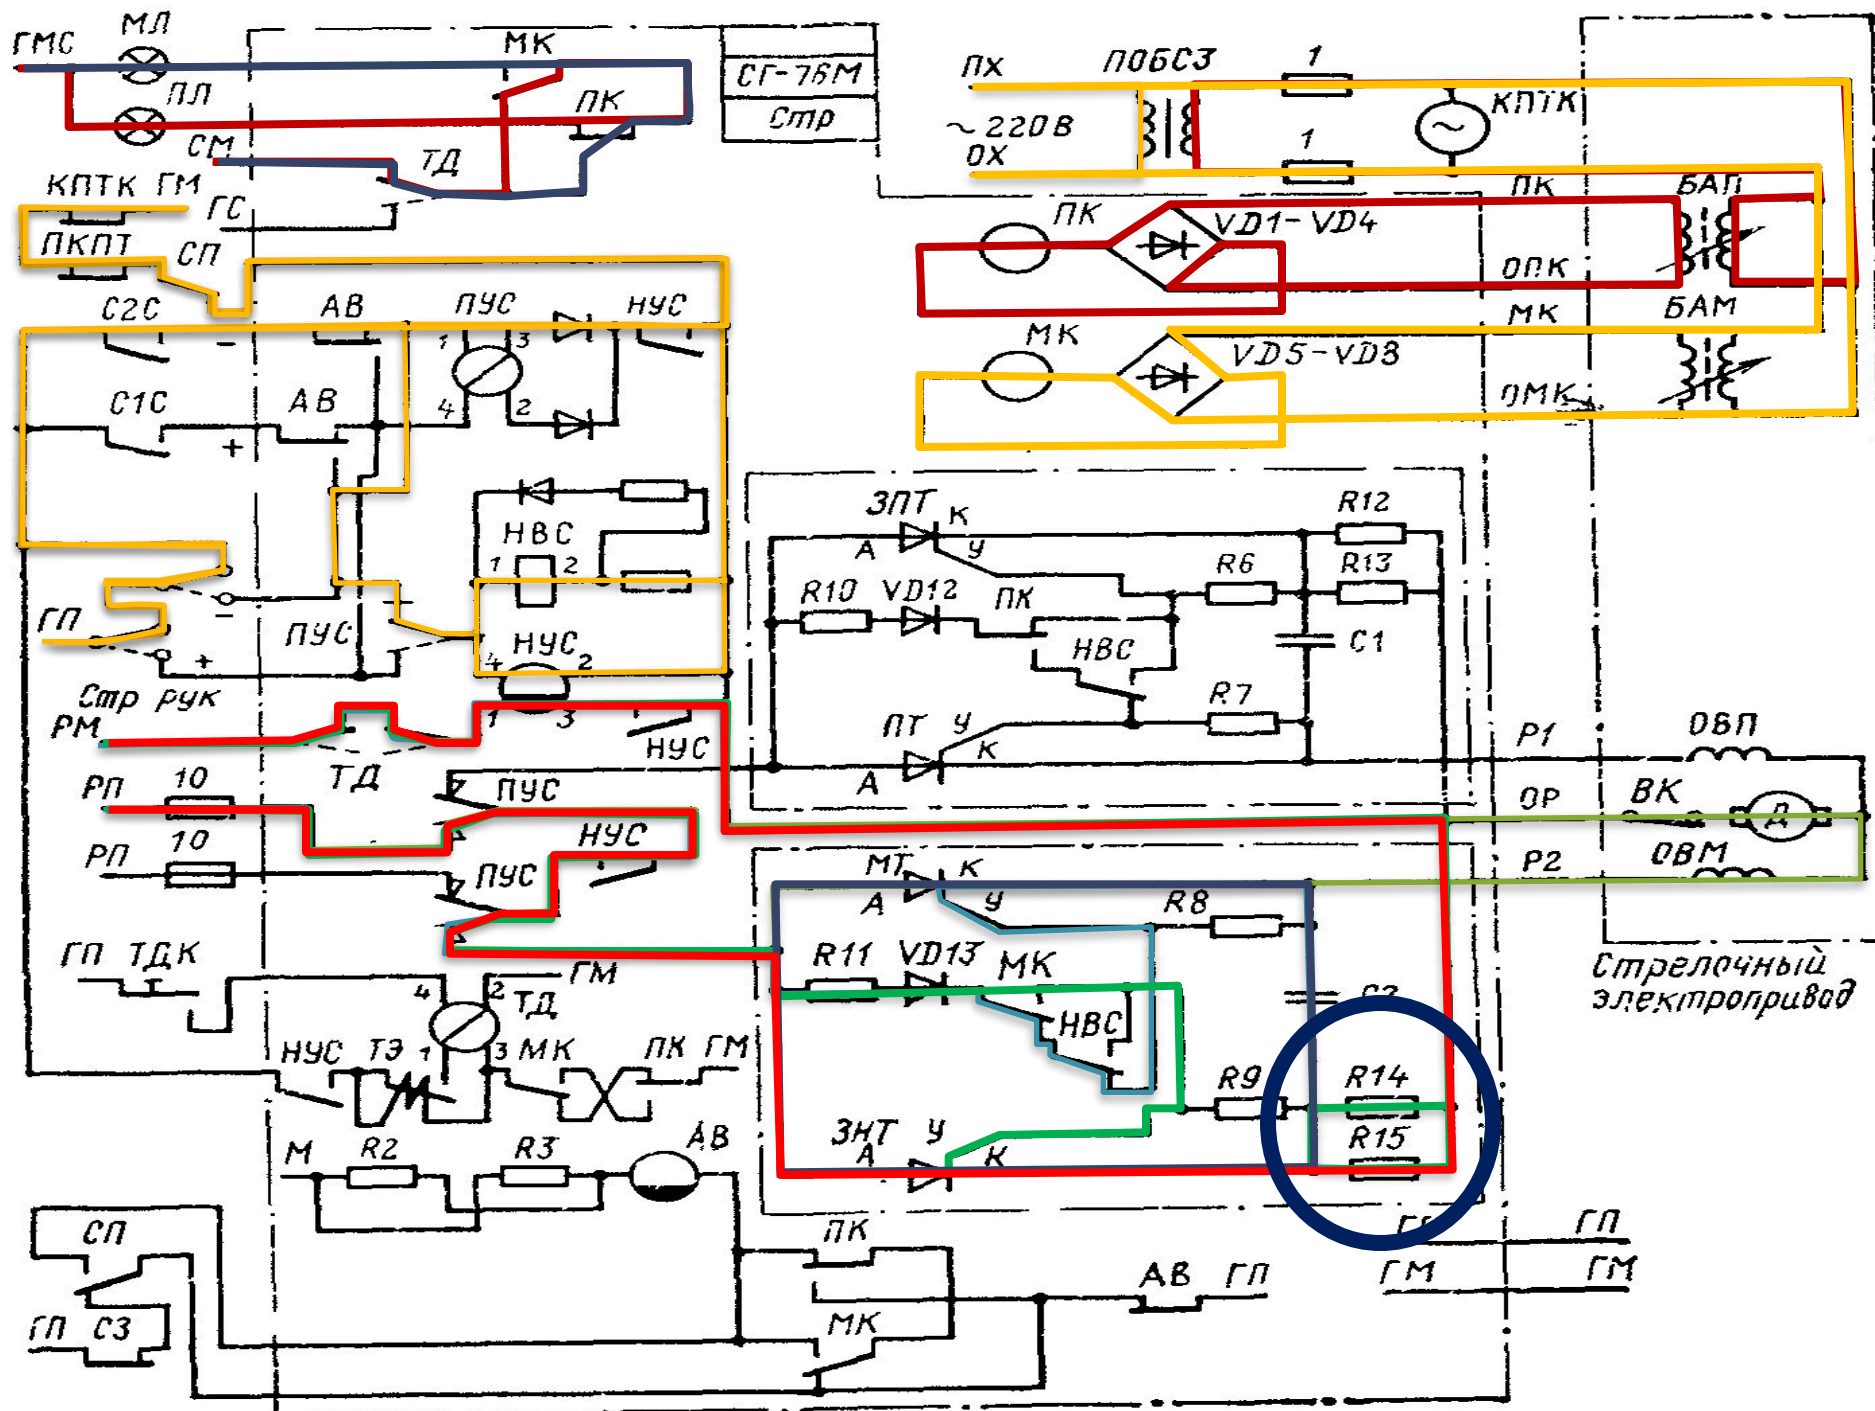 ГМС МЛ
ПЛ
СМ
МК
ПК
ТД
СГ-76М
Стр
ПХ
~220В
ОХ
ПОБС3
1
1
КПТК
КПТК ГМ
ГС
ПКПТ
СП
ПК
VD1-VD4
ПК
ОПК
БАП
МК
VD5-VD8
МК
ОМК
БАМ
С2С
-
АВ
ПУС
1
3
4
2
НУС
С1С
+
АВ
НВС
1
2
ГП
-
+
ПУС
Стр рук
НУС
4
2
1
3
НУС
РМ
ТД
РП 10
ПУС
НУС
РП 10
ПУС
ЗПТ
А
К
У
R12
R10
VD12
ПК
R6
R13
НВС
С1
R7
ПТ
А
У
К
Р1
ОВП
ОР
ВК
Д
Р2
ОВМ
Стрелочный
электропривод
МТ
А
К
У
R8
R11
VD13
МК
НВС
R9
R14
R15
ЗНТ
А
У
К
ГП ТДК
4
2
ГМ
ТД
НУС
ТЭ
1
3
МК
ПК ГМ
М
R2
R3
АВ
СП
ГП С3
ПК
МК
АВ ГП
ГП
ГМ
ГМ